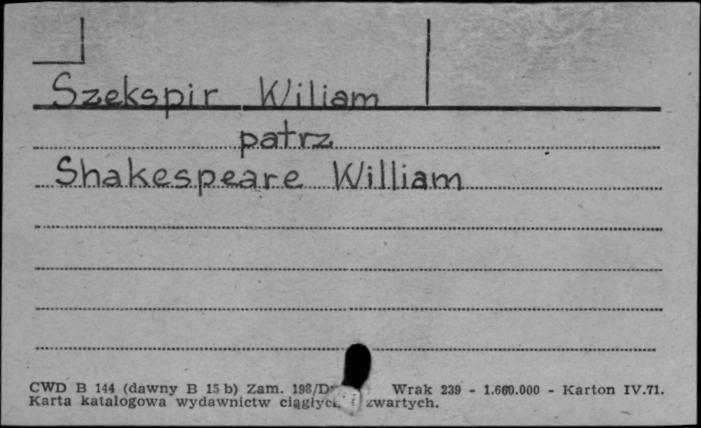 Szekspir Wiliam
patrz
Shakespeare William
CWD B 144 (dawny B 15 b) Zam. 198/D Wrak 239 - 1.660.000 - Karton IV.71.
Karta katalogowa wydawnictw ciągłych i zwartych.